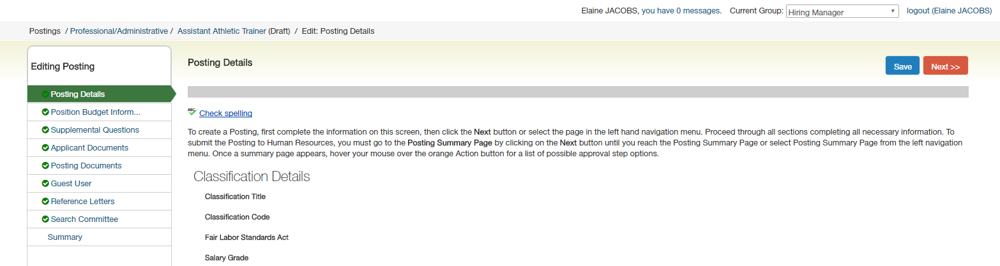 Elaine JACOBS, you have 0 messages. Current Group: Hiring Manager logout (Elaine JACOBS)
Postings / Professional/Administrative / Assistant Athletic Trainer (Draft) / Edit: Posting Details
Editing Posting
Posting Details
Position Budget Inform...
Supplemental Questions
Applicant Documents
Posting Documents
Guest User
Reference Letters
Search Committee
Summary
Posting Details
Save
Next >>
ABC Check spelling
To create a Posting, first complete the information on this screen, then click the Next button or select the page in the left hand navigation menu. Proceed through all sections completing all necessary information. To
submit the Posting to Human Resources, you must go to the Posting Summary Page by clicking on the Next button until you reach the Posting Summary Page or select Posting Summary Page from the left navigation
menu. Once a summary page appears, hover your mouse over the orange Action button for a list of possible approval step options.
Classification Details
Classification Title
Classification Code
Fair Labor Standards Act
Salary Grade